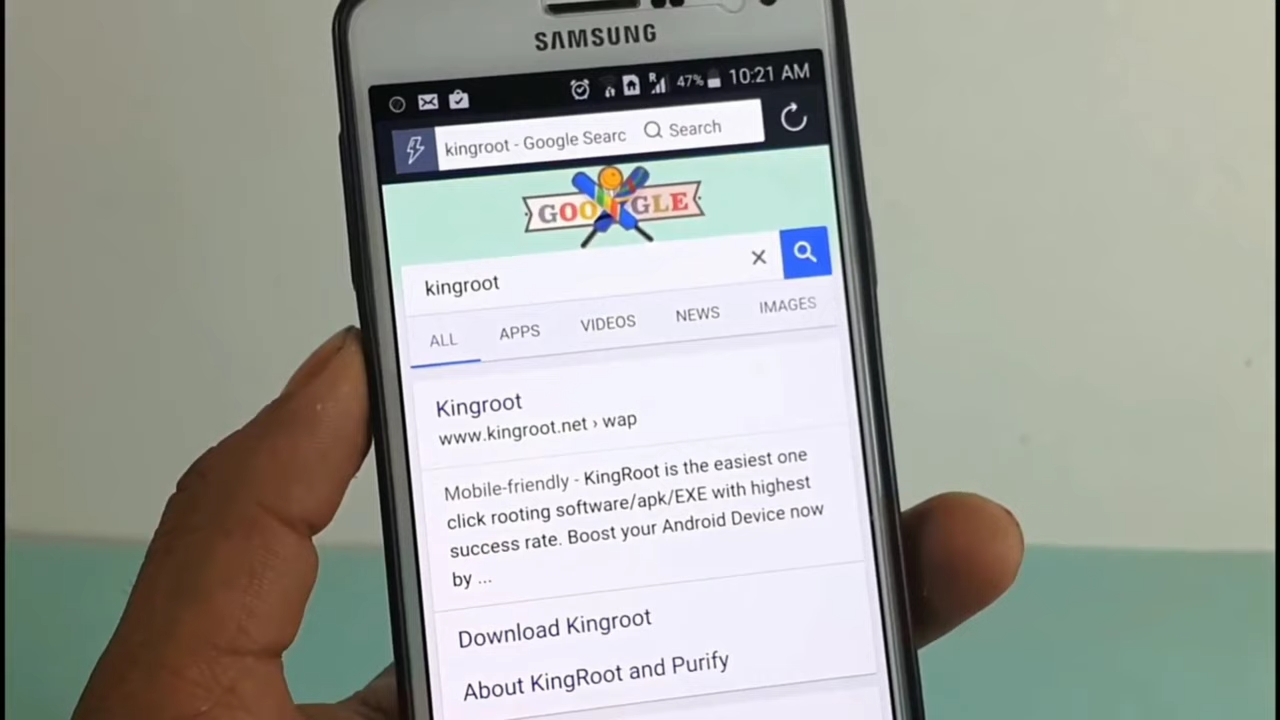 SAMSUNG
R 47% 10:21 AM
kingroot - Google Searc Search
GOOGLE
kingroot
ALL APPS VIDEOS NEWS IMAGES
Kingroot
www.kingroot.net › wap
Mobile-friendly - KingRoot is the easiest one
click rooting software/apk/EXE with highest
success rate. Boost your Android Device now
by ...
Download Kingroot
About KingRoot and Purify